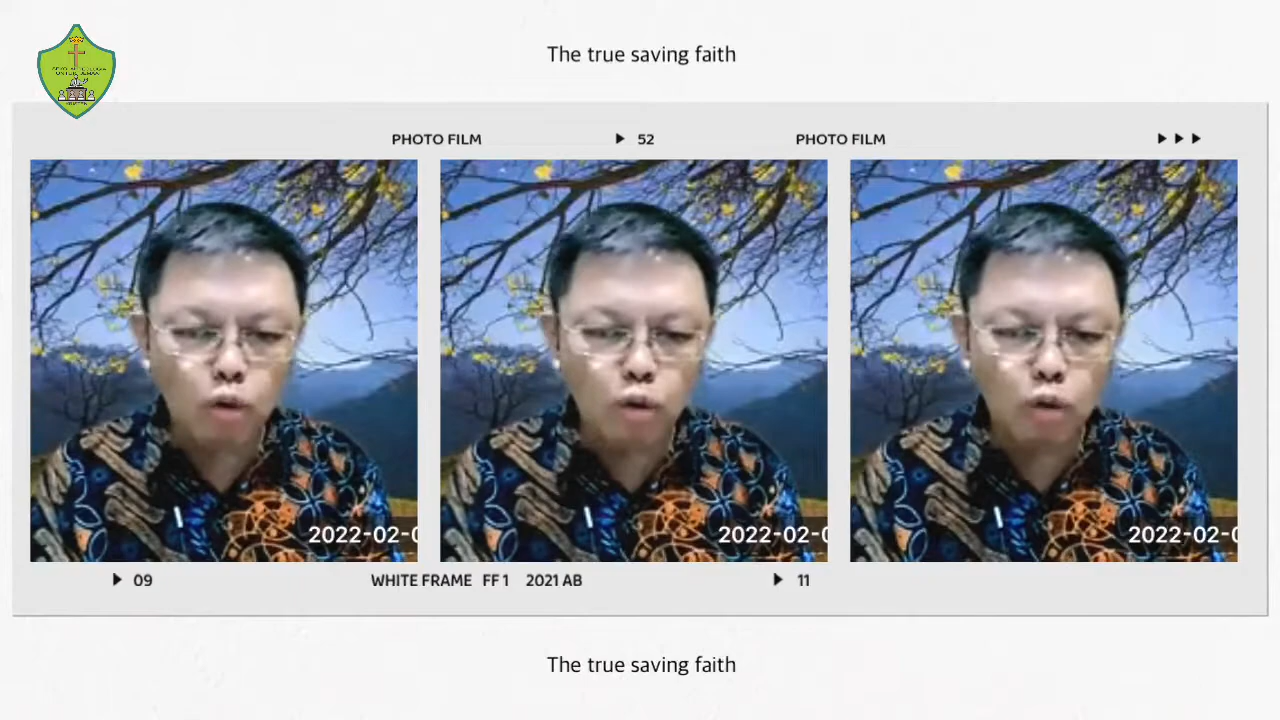 The true saving faith
PHOTO FILM 52 PHOTO FILM
2022-02-0 2022-02-0 2022-02-0
09 WHITE FRAME FF 1 2021 AB 11
The true saving faith